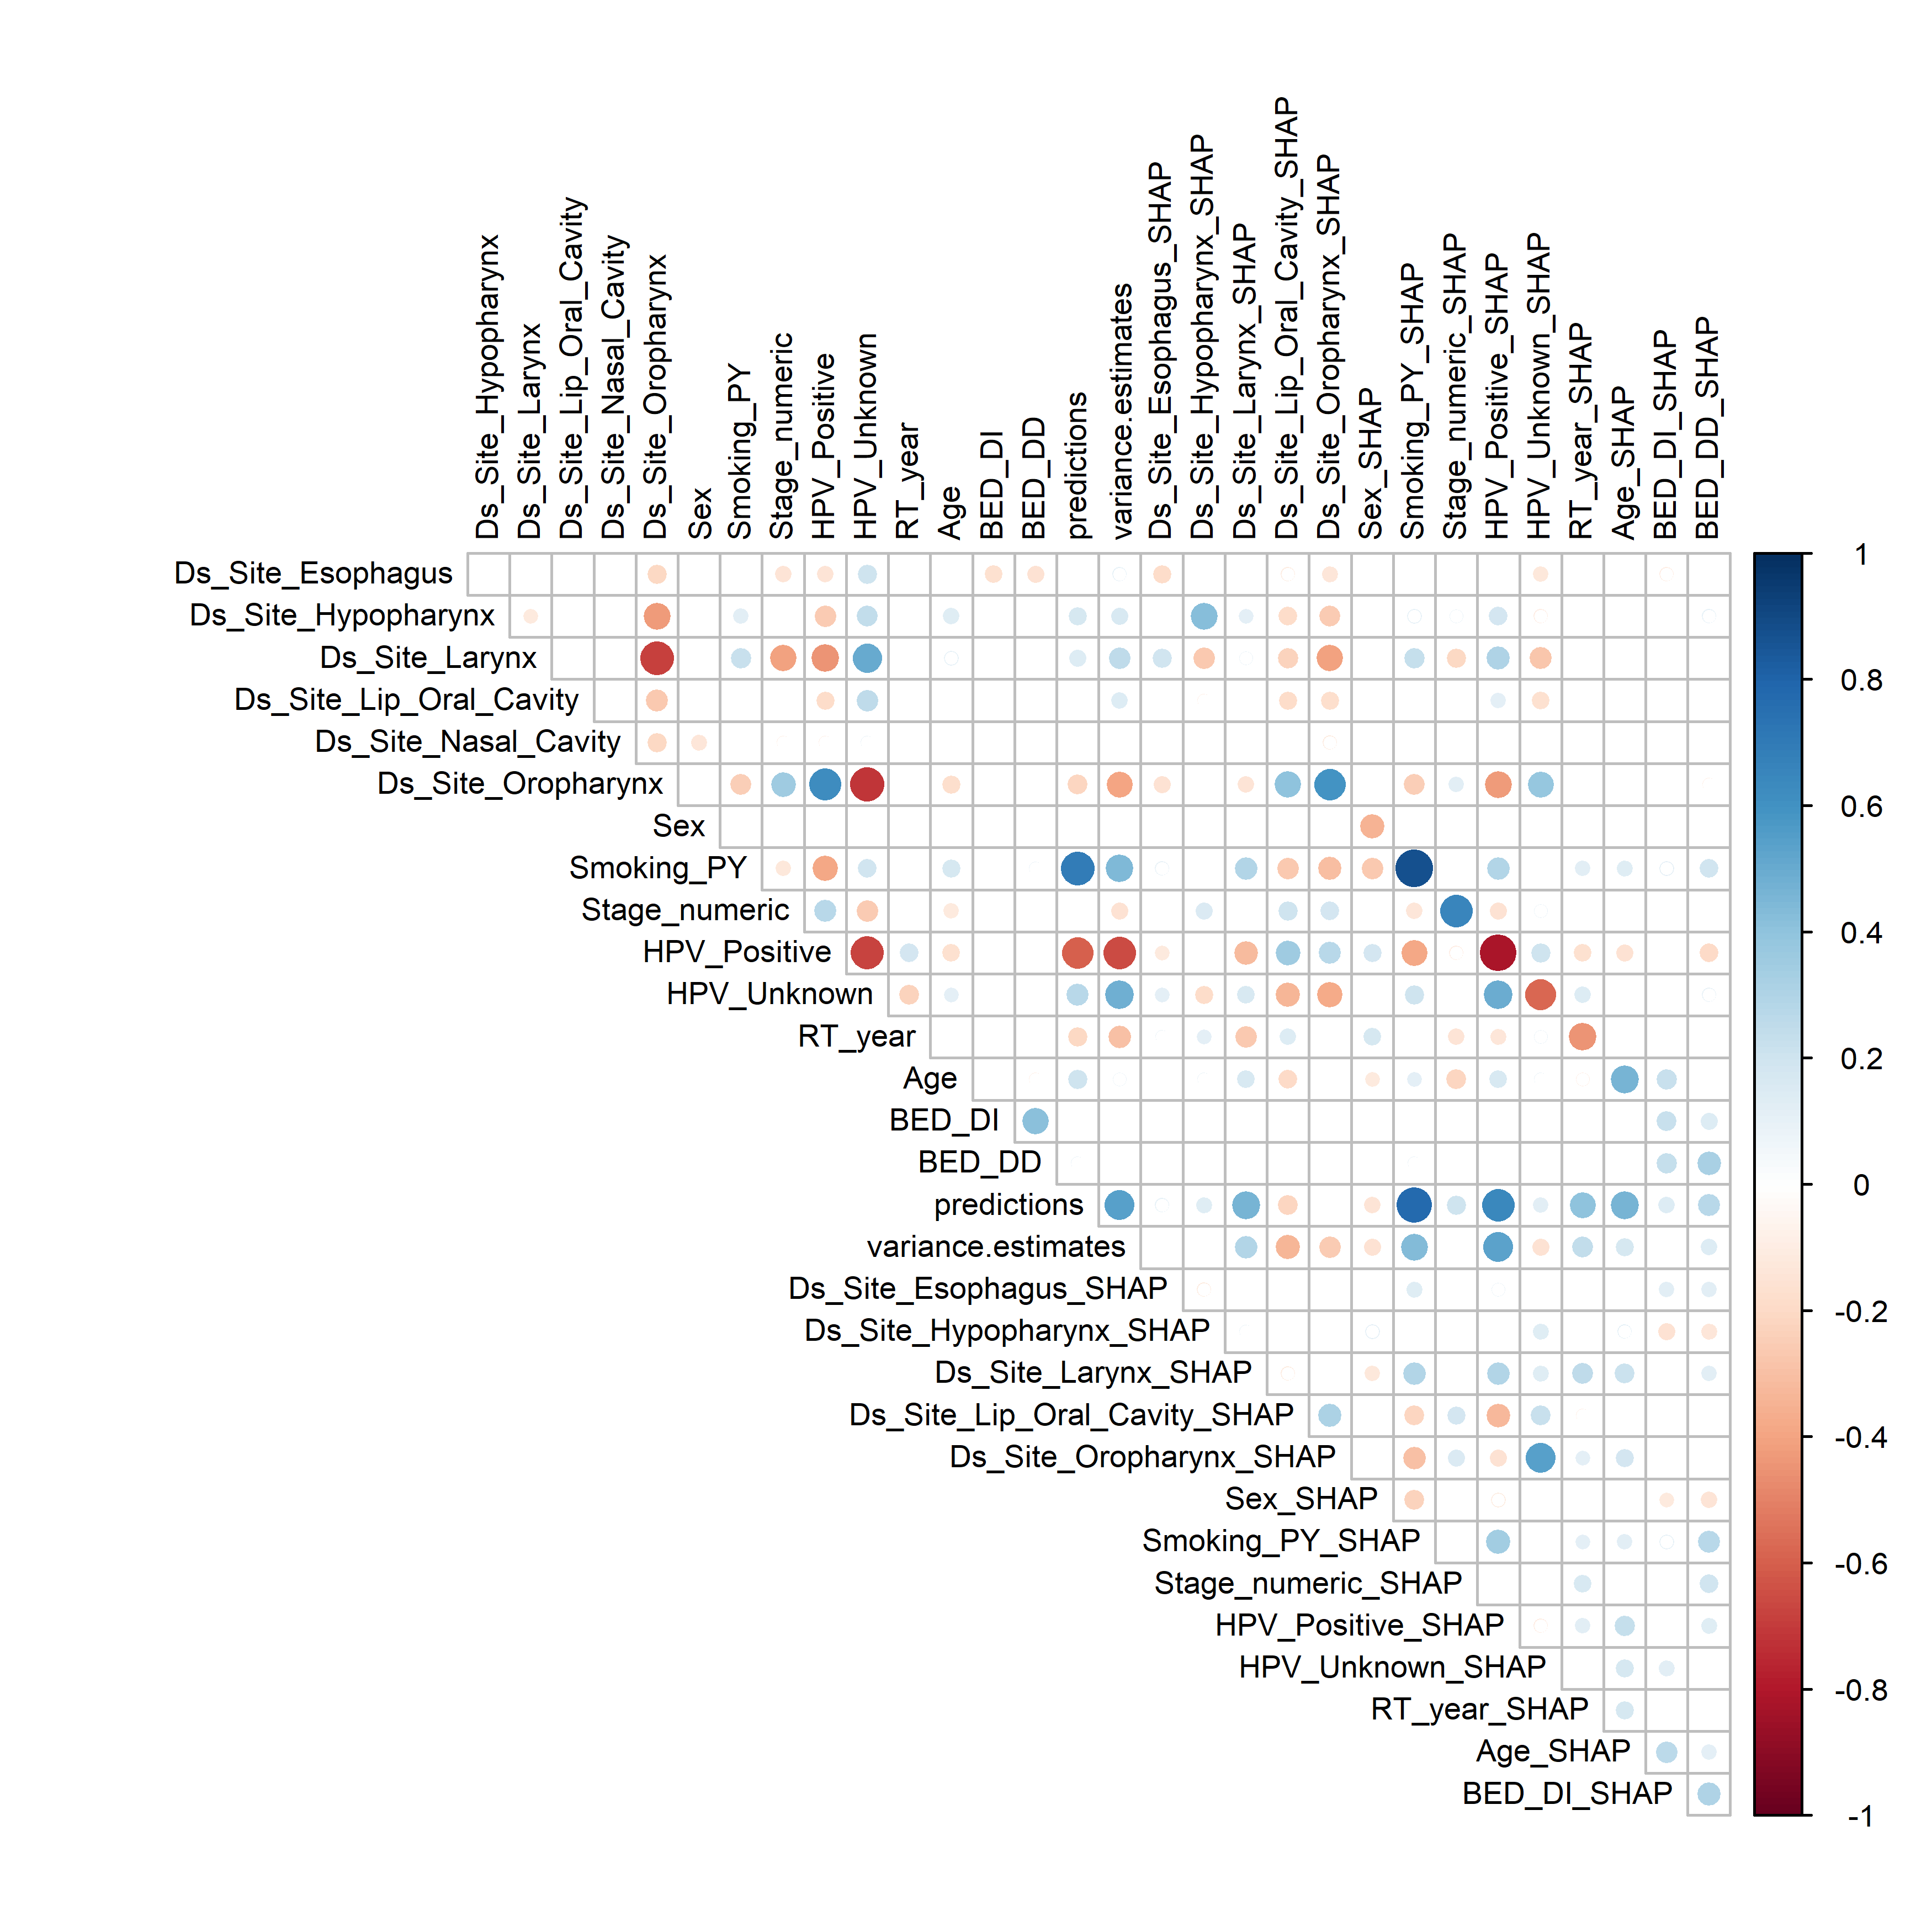 Ds_Site_Hypopharynx
Ds_Site_Larynx
Ds_Site_Lip_Oral_Cavity
Ds_Site_Nasal_Cavity
Ds_Site_Oropharynx
Sex
Smoking_PY
Stage_numeric
HPV_Positive
HPV_Unknown
RT_year
Age
BED_DI
BED_DD
predictions
variance.estimates
Ds_Site_Esophagus_SHAP
Ds_Site_Hypopharynx_SHAP
Ds_Site_Larynx_SHAP
Ds_Site_Lip_Oral_Cavity_SHAP
Ds_Site_Oropharynx_SHAP
Sex_SHAP
Smoking_PY_SHAP
Stage_numeric_SHAP
HPV_Positive_SHAP
HPV_Unknown_SHAP
RT_year_SHAP
Age_SHAP
BED_DI_SHAP
BED_DD_SHAP
Ds_Site_Esophagus
Ds_Site_Hypopharynx
Ds_Site_Larynx
Ds_Site_Lip_Oral_Cavity
Ds_Site_Nasal_Cavity
Ds_Site_Oropharynx
Sex
Smoking_PY
Stage_numeric
HPV_Positive
HPV_Unknown
RT_year
Age
BED_DI
BED_DD
predictions
variance.estimates
Ds_Site_Esophagus_SHAP
Ds_Site_Hypopharynx_SHAP
Ds_Site_Larynx_SHAP
Ds_Site_Lip_Oral_Cavity_SHAP
Ds_Site_Oropharynx_SHAP
Sex_SHAP
Smoking_PY_SHAP
Stage_numeric_SHAP
HPV_Positive_SHAP
HPV_Unknown_SHAP
RT_year_SHAP
Age_SHAP
BED_DI_SHAP
1
0.8
0.6
0.4
0.2
0
-0.2
-0.4
-0.6
-0.8
-1